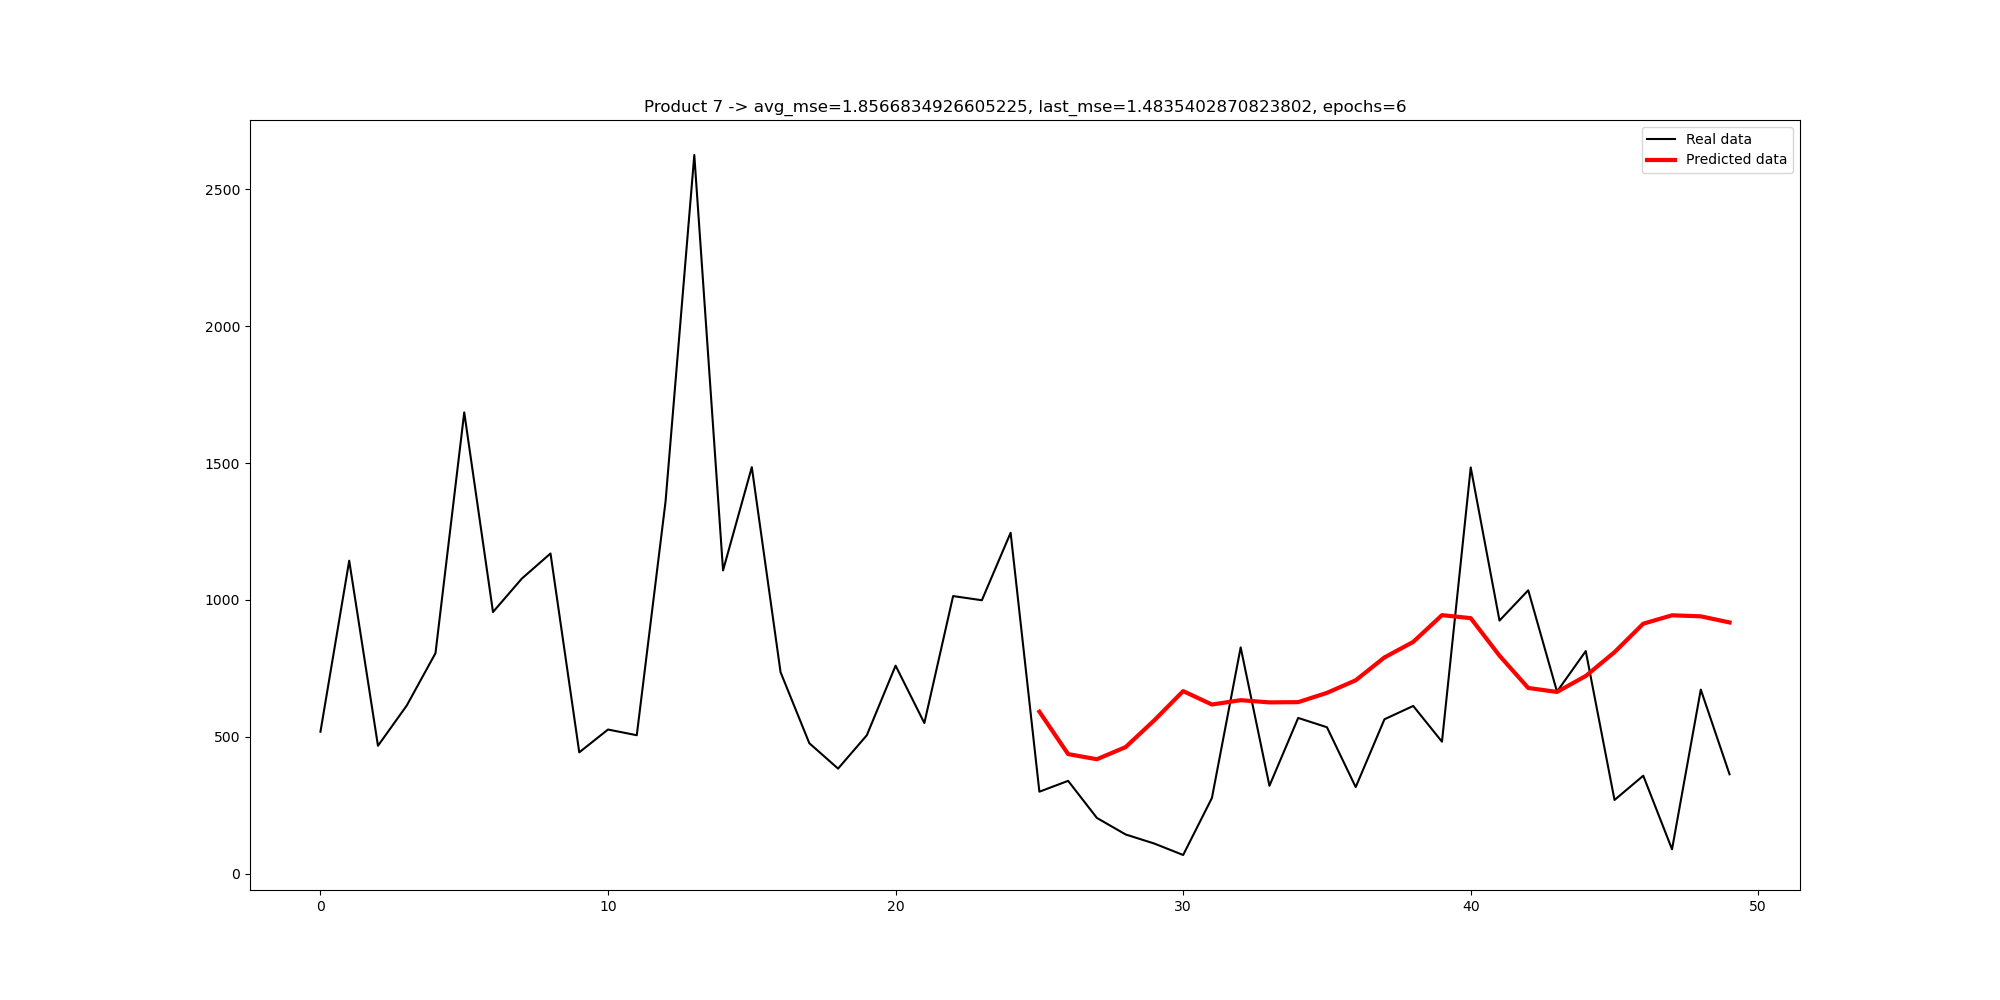 Product 7 -> avg_mse=1.8566834926605225, last_mse=1.4835402870823802, epochs=6
Real data
Predicted data
2500
2000
1500
1000
500
0
0 10 20 30 40 50